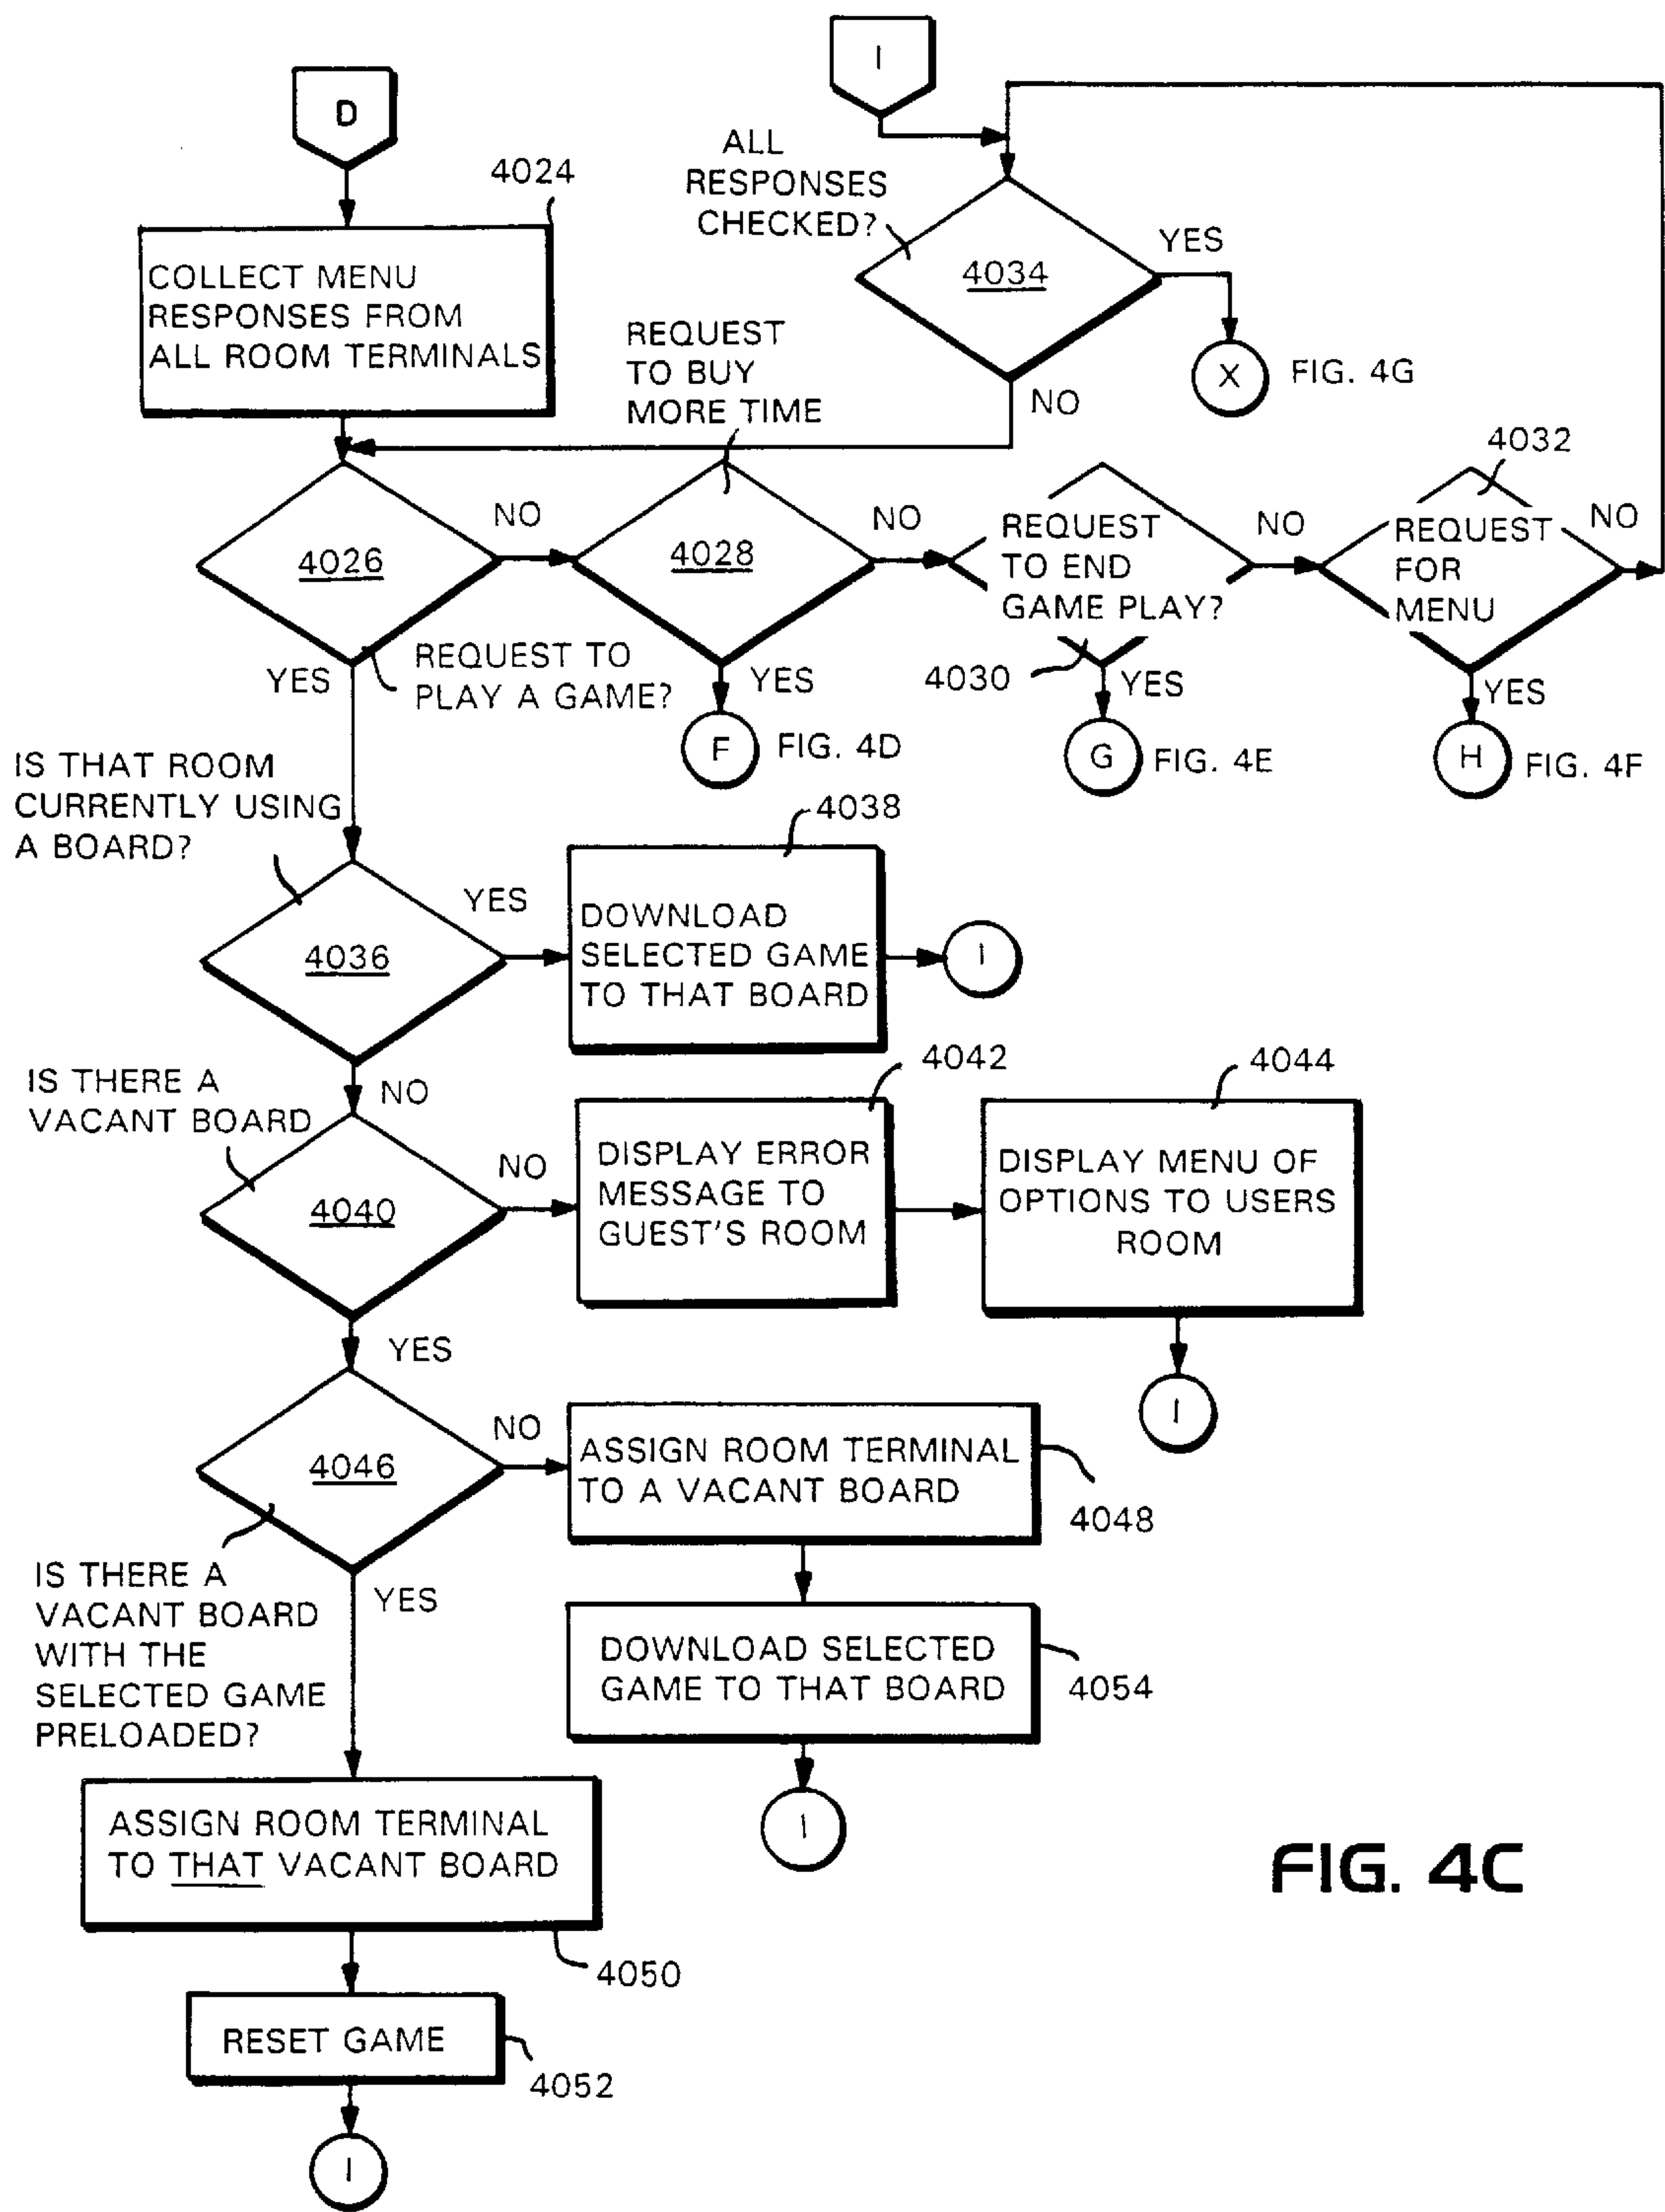 I
D
4024
ALL
RESPONSES
CHECKED?
YES
4034
COLLECT MENU
RESPONSES FROM
ALL ROOM TERMINALS
REQUEST
TO BUY
MORE TIME
X
FIG. 4G
NO
4032
4026
NO
4028
NO
REQUEST
TO END
GAME PLAY?
NO
REQUEST
FOR
MENU
NO
YES
REQUEST TO
PLAY A GAME?
YES
4030
YES
YES
F
FIG. 4D
G
FIG. 4E
H
FIG. 4F
IS THAT ROOM
CURRENTLY USING
A BOARD?
4038
4036
YES
DOWNLOAD
SELECTED GAME
TO THAT BOARD
I
NO
IS THERE A
VACANT BOARD
4042
4044
4040
NO
DISPLAY ERROR
MESSAGE TO
GUEST'S ROOM
DISPLAY MENU OF
OPTIONS TO USERS
ROOM
I
YES
4046
NO
ASSIGN ROOM TERMINAL
TO A VACANT BOARD
4048
IS THERE A
VACANT BOARD
WITH THE
SELECTED GAME
PRELOADED?
YES
DOWNLOAD SELECTED
GAME TO THAT BOARD
4054
I
ASSIGN ROOM TERMINAL
TO THAT VACANT BOARD
4050
RESET GAME
4052
I
FIG. 4C